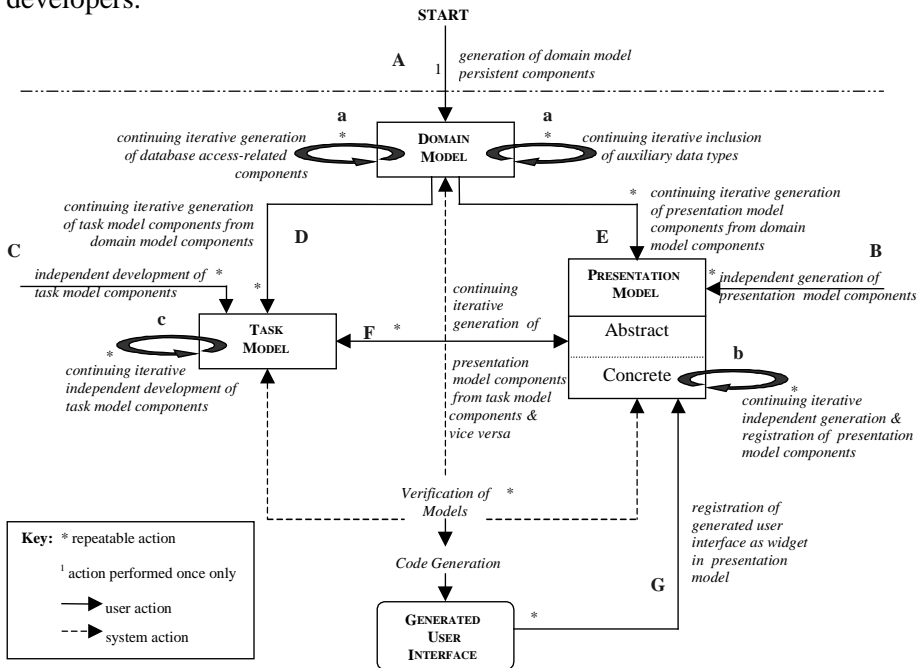 developers.
START
A
1
generation of domain model
persistent components
a
*
continuing iterative generation
of database access-related
components
DOMAIN
MODEL
a
*
continuing iterative inclusion
of auxiliary data types
continuing iterative generation
of task model components from
domain model components
D
*
*
continuing iterative generation
of presentation model
components from domain
model components
E
C
independent development of
task model components
*
B
*
independent generation of
presentation model components
PRESENTATION
MODEL
Abstract
Concrete
c
*
continuing iterative
independent development of
task model components
TASK
MODEL
F
*
continuing
iterative
generation of
presentation
model components
from task model
components &
vice versa
b
*
continuing iterative
independent generation &
registration of presentation
model components
Verification of
Models
*
Code Generation
GENERATED
USER
INTERFACE
*
G
registration of
generated user
interface as widget
in presentation
model
Key: * repeatable action
1 action performed once only
user action
system action